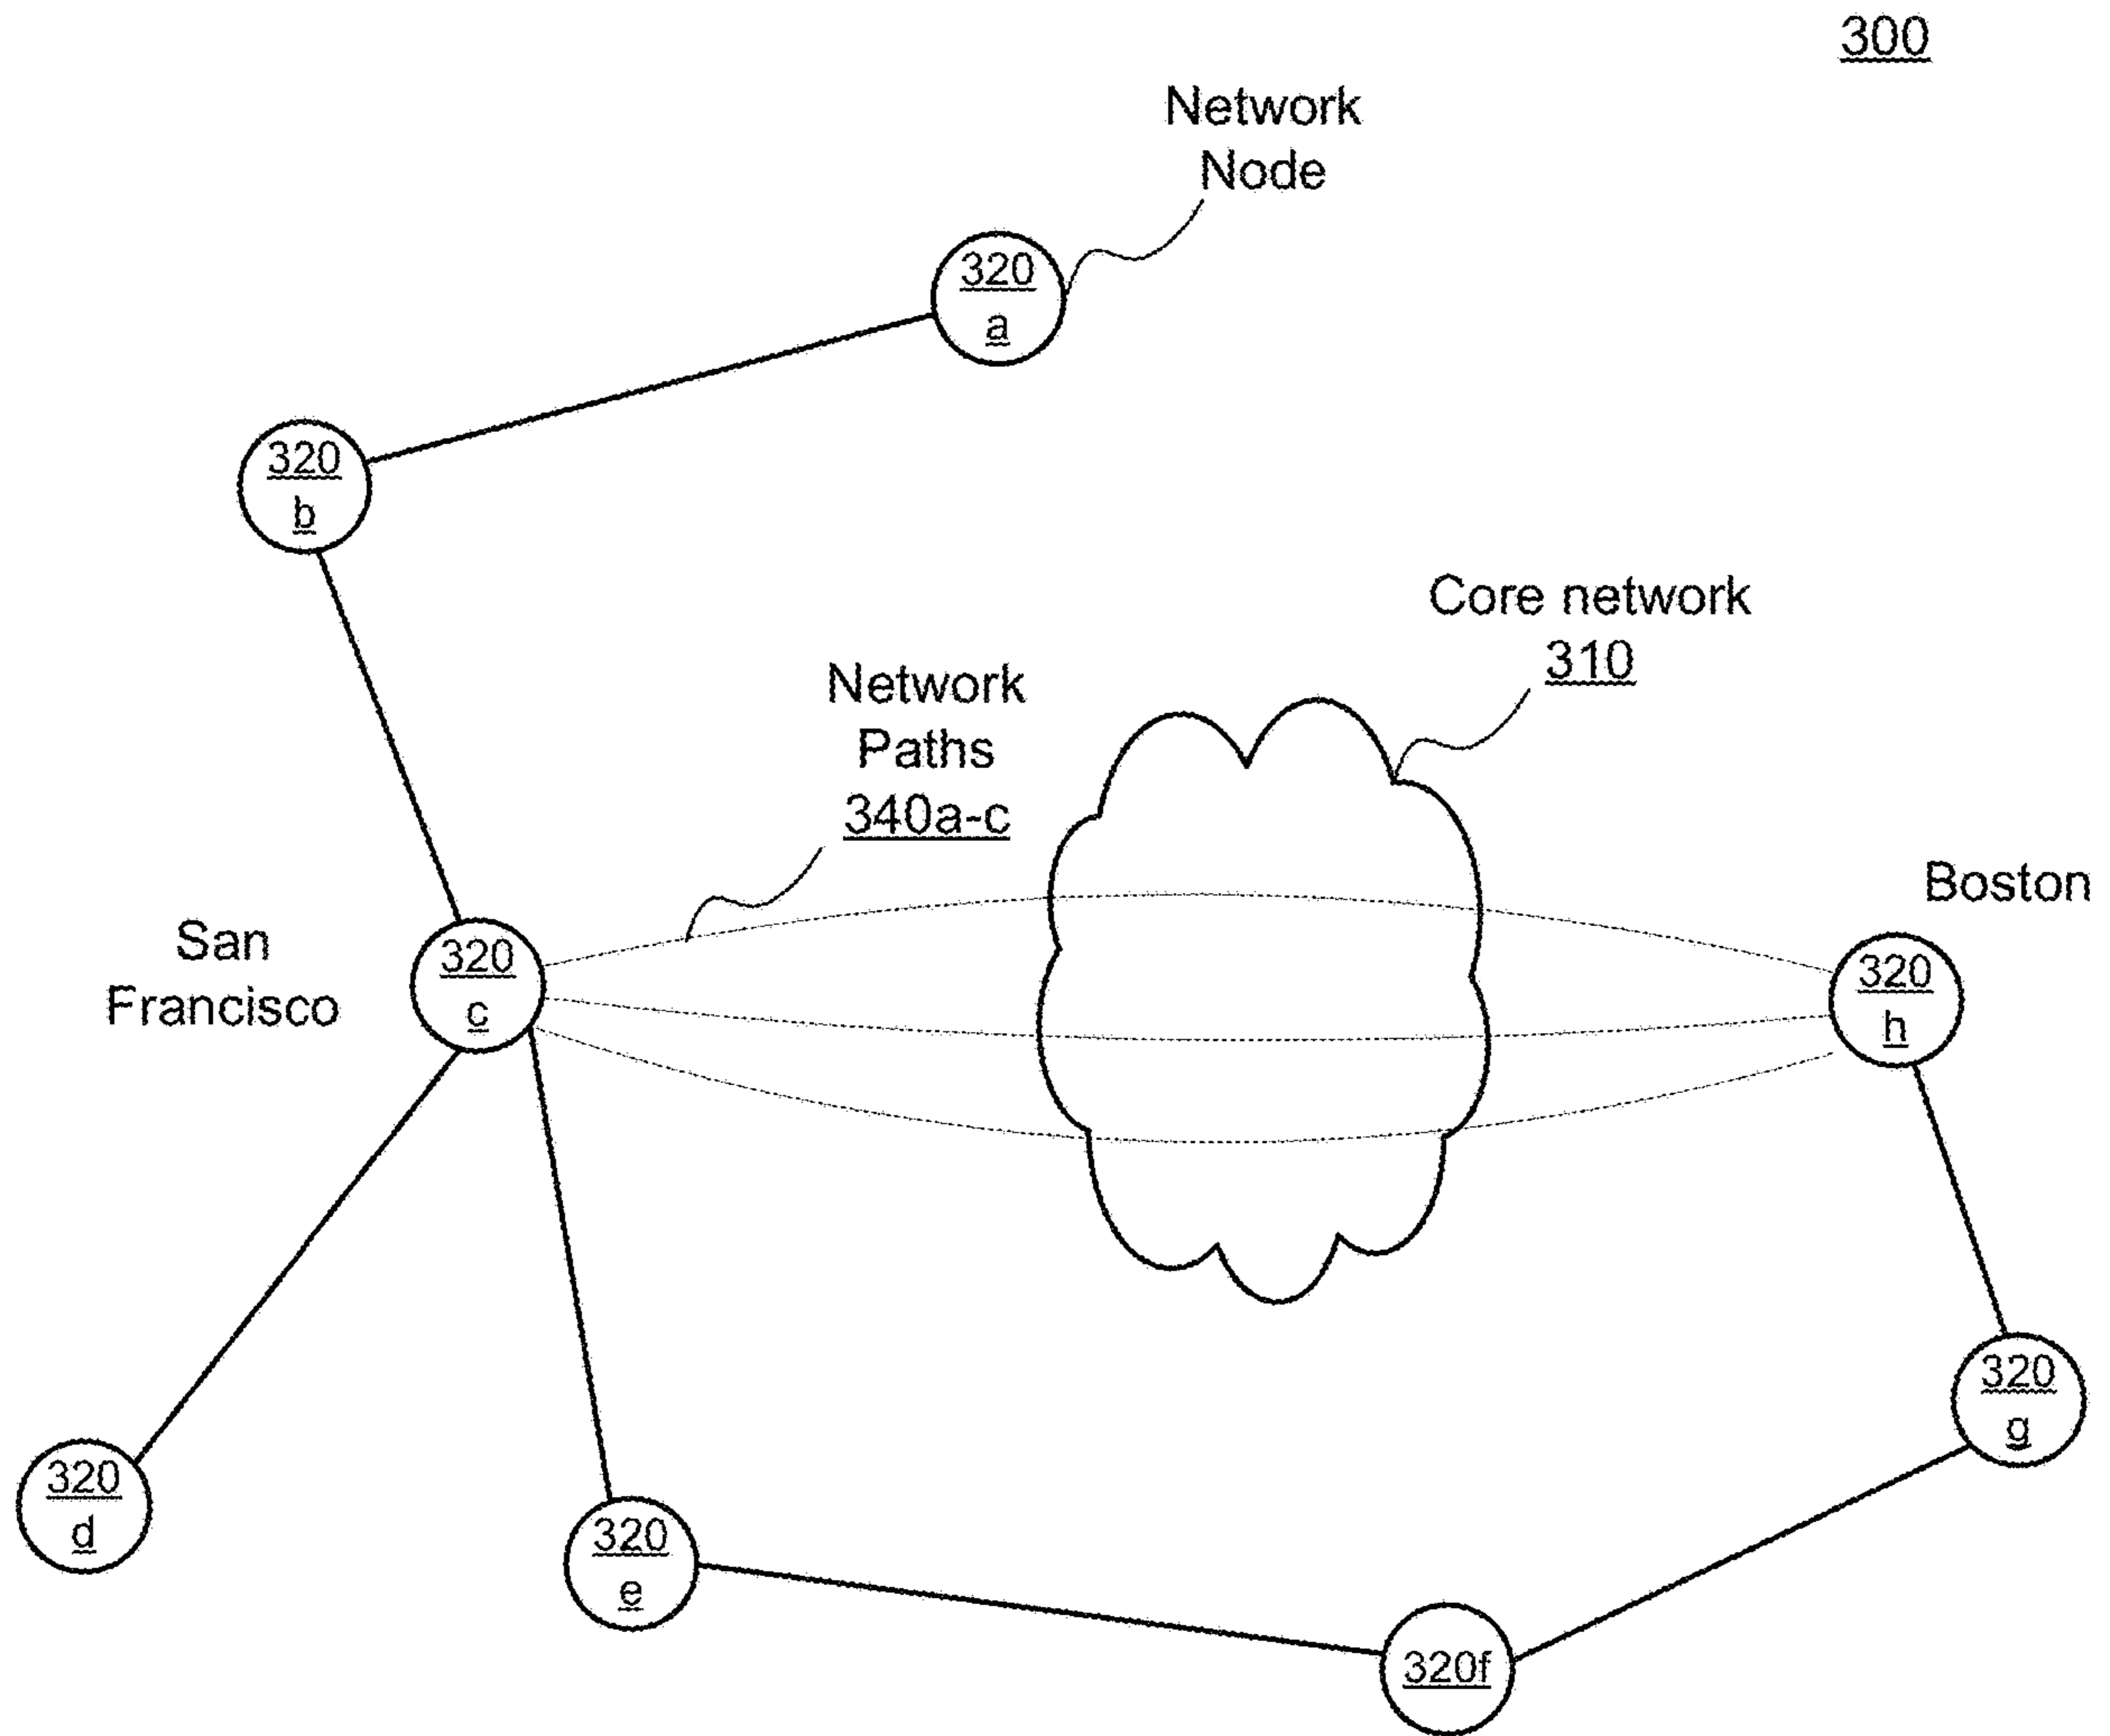 300
Network
Node
320
a
320
b
Core network
310
Network
Paths
340a-c
Boston
San
Francisco
320
c
320
h
320
g
320
d
320
e
320f